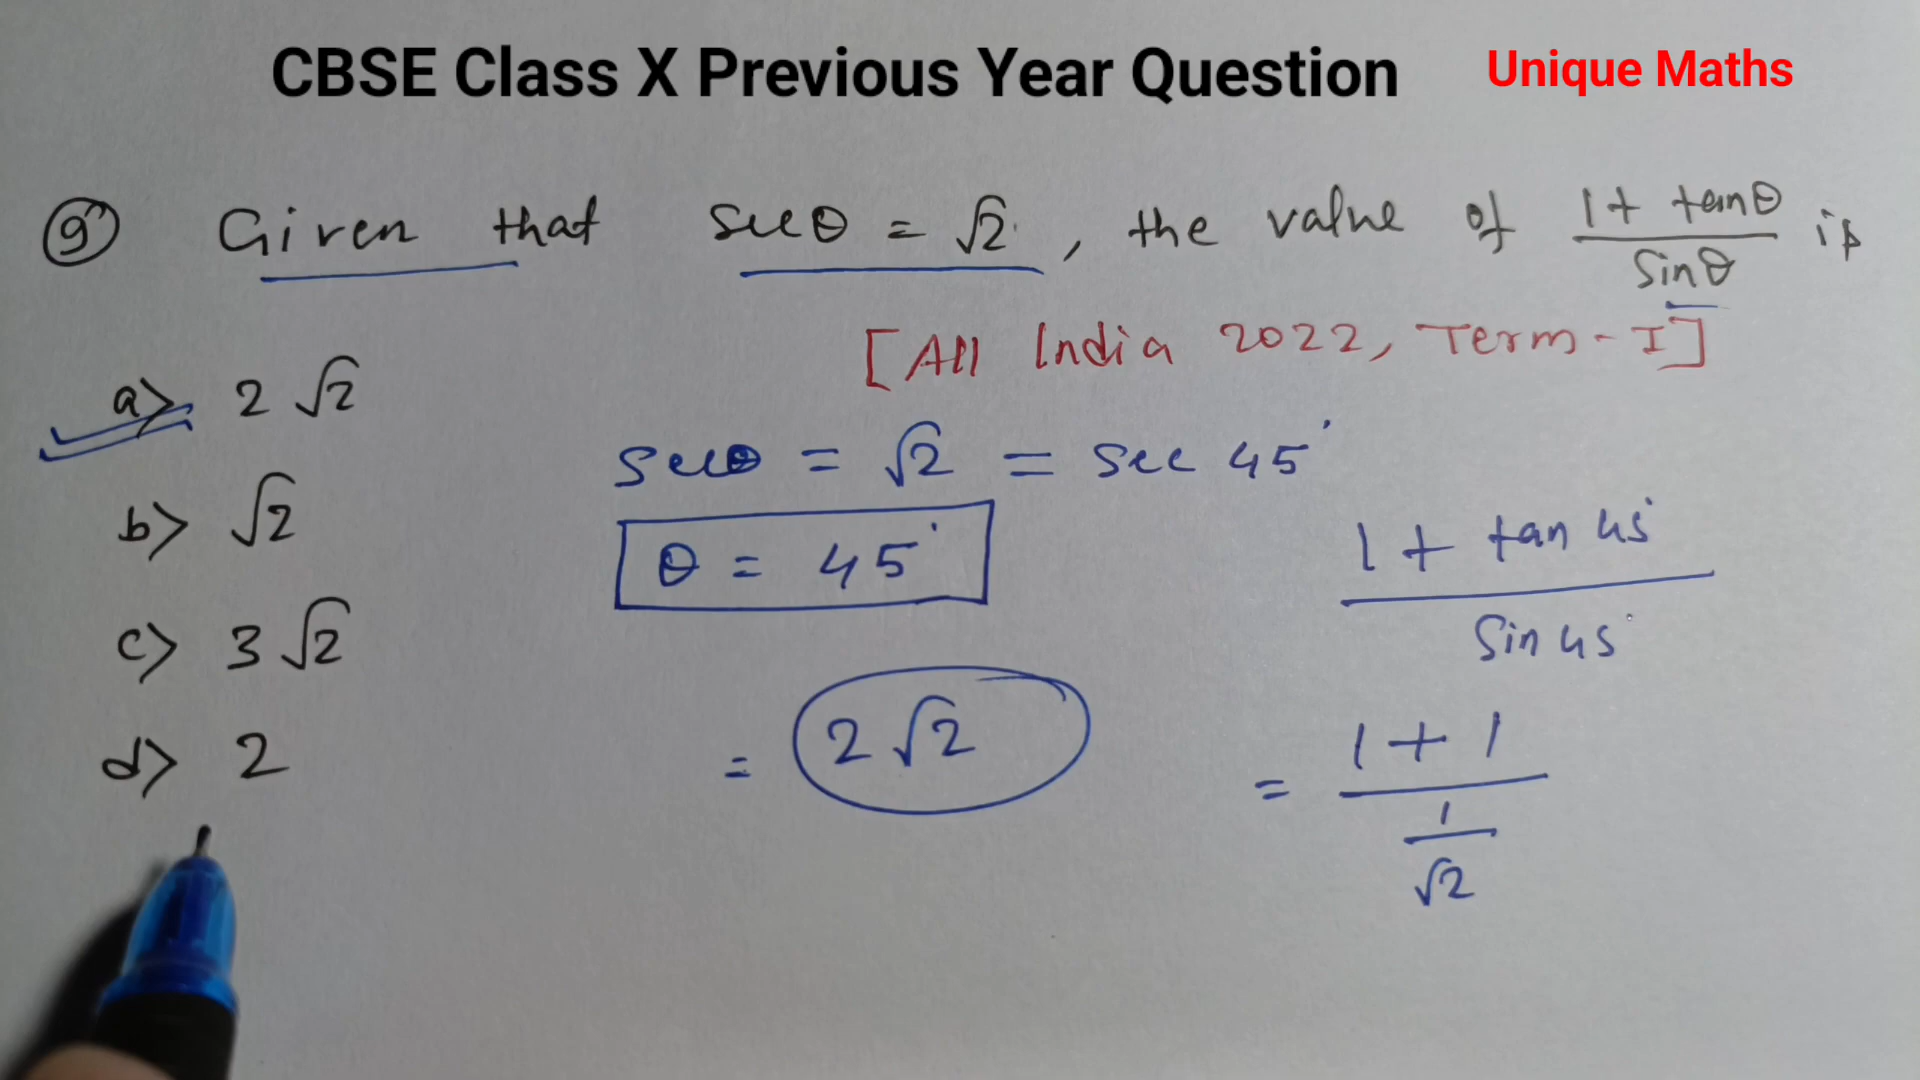 CBSE Class X Previous Year Question Unique Maths
9 Given that secθ = √2, the value of (1 + tanθ)/sinθ is
[All India 2022, Term-I]
a) 2√2
b) √2
c) 3√2
d) 2
secθ = √2 = sec 45°
θ = 45°
1 + tan 45°
sin 45°
= 1 + 1
1
√2
= 2√2